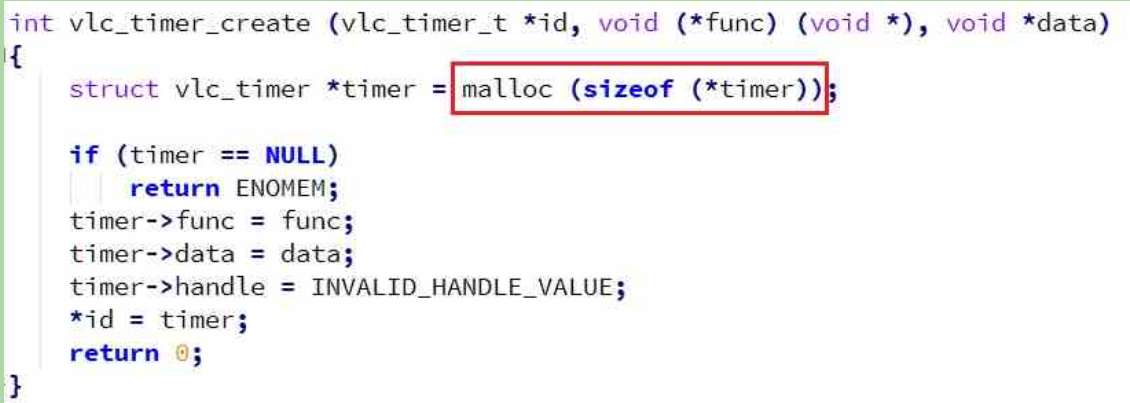 int vlc_timer_create (vlc_timer_t *id, void (*func) (void *), void *data)
{
    struct vlc_timer *timer = malloc (sizeof (*timer));
    if (timer == NULL)
        return ENOMEM;
    timer->func = func;
    timer->data = data;
    timer->handle = INVALID_HANDLE_VALUE;
    *id = timer;
    return 0;
}